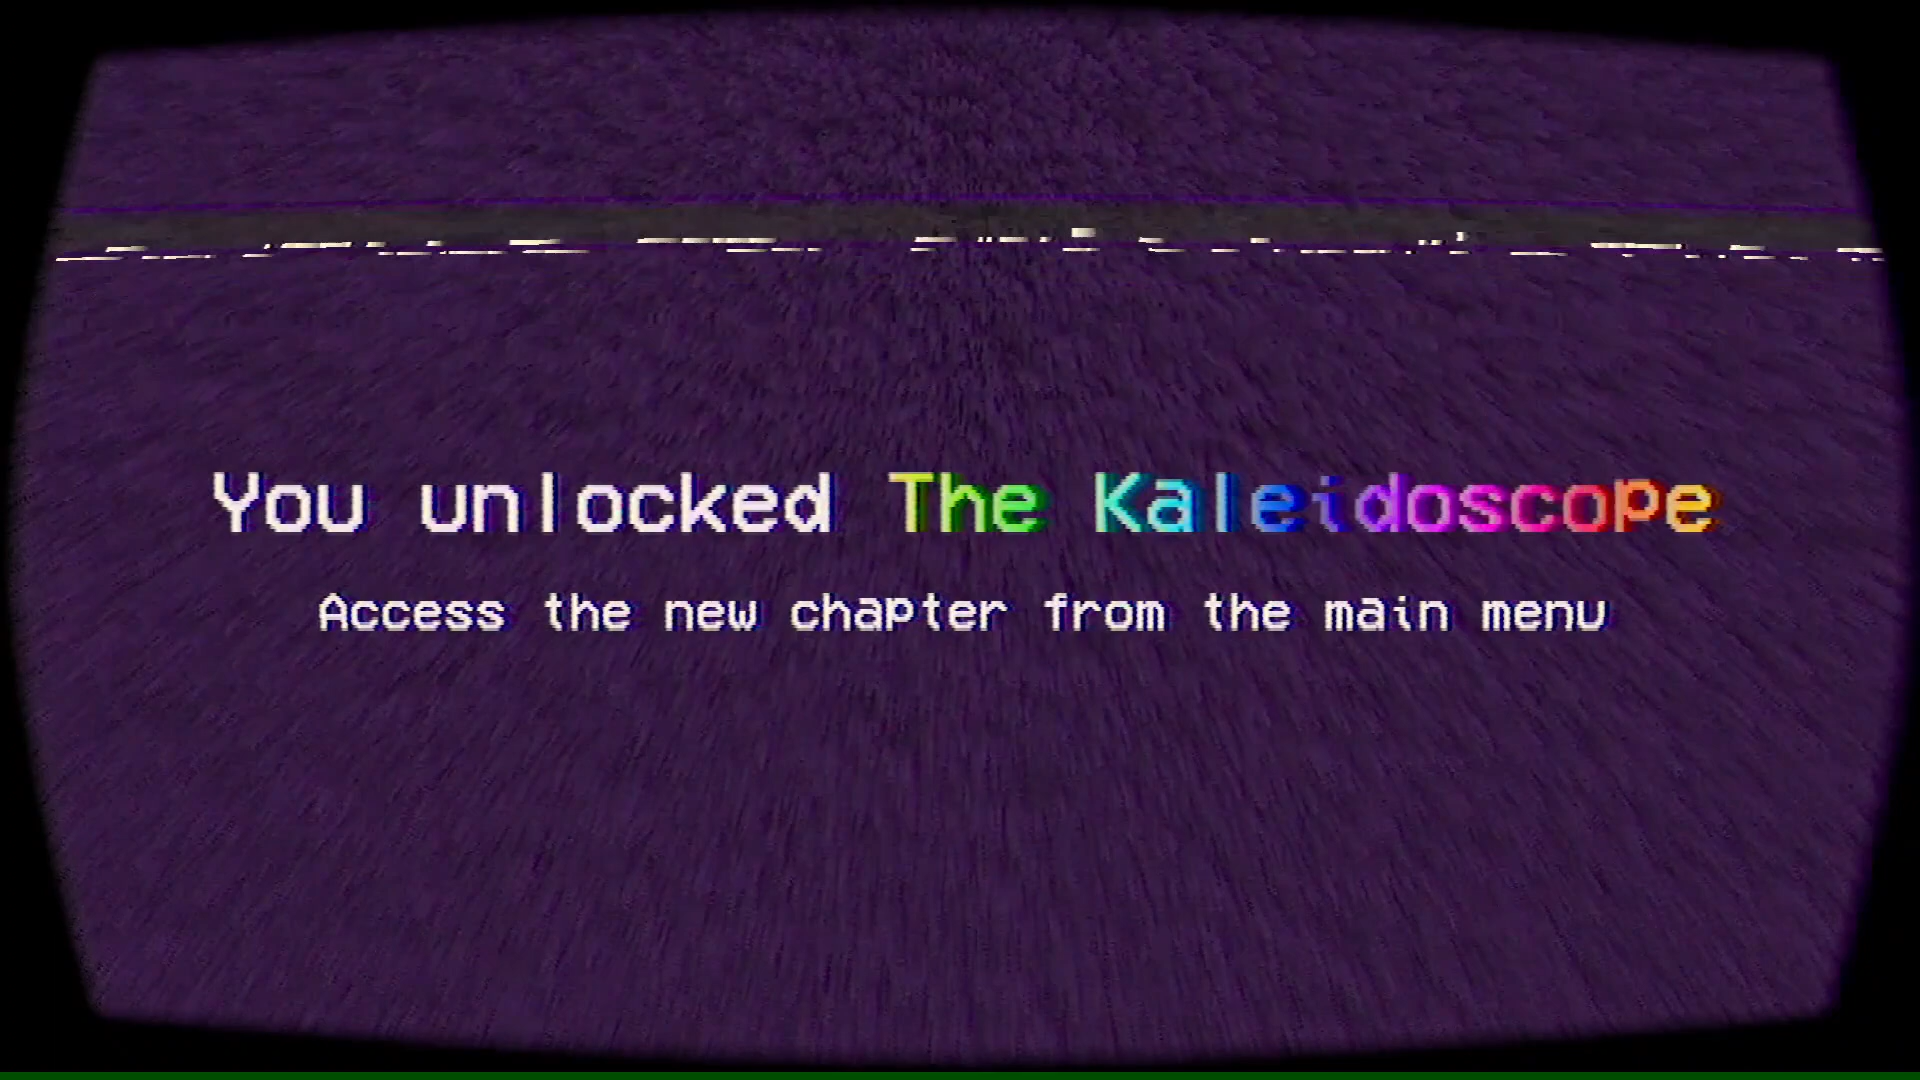 You unlocked The Kaleidoscope
Access the new chapter from the main menu